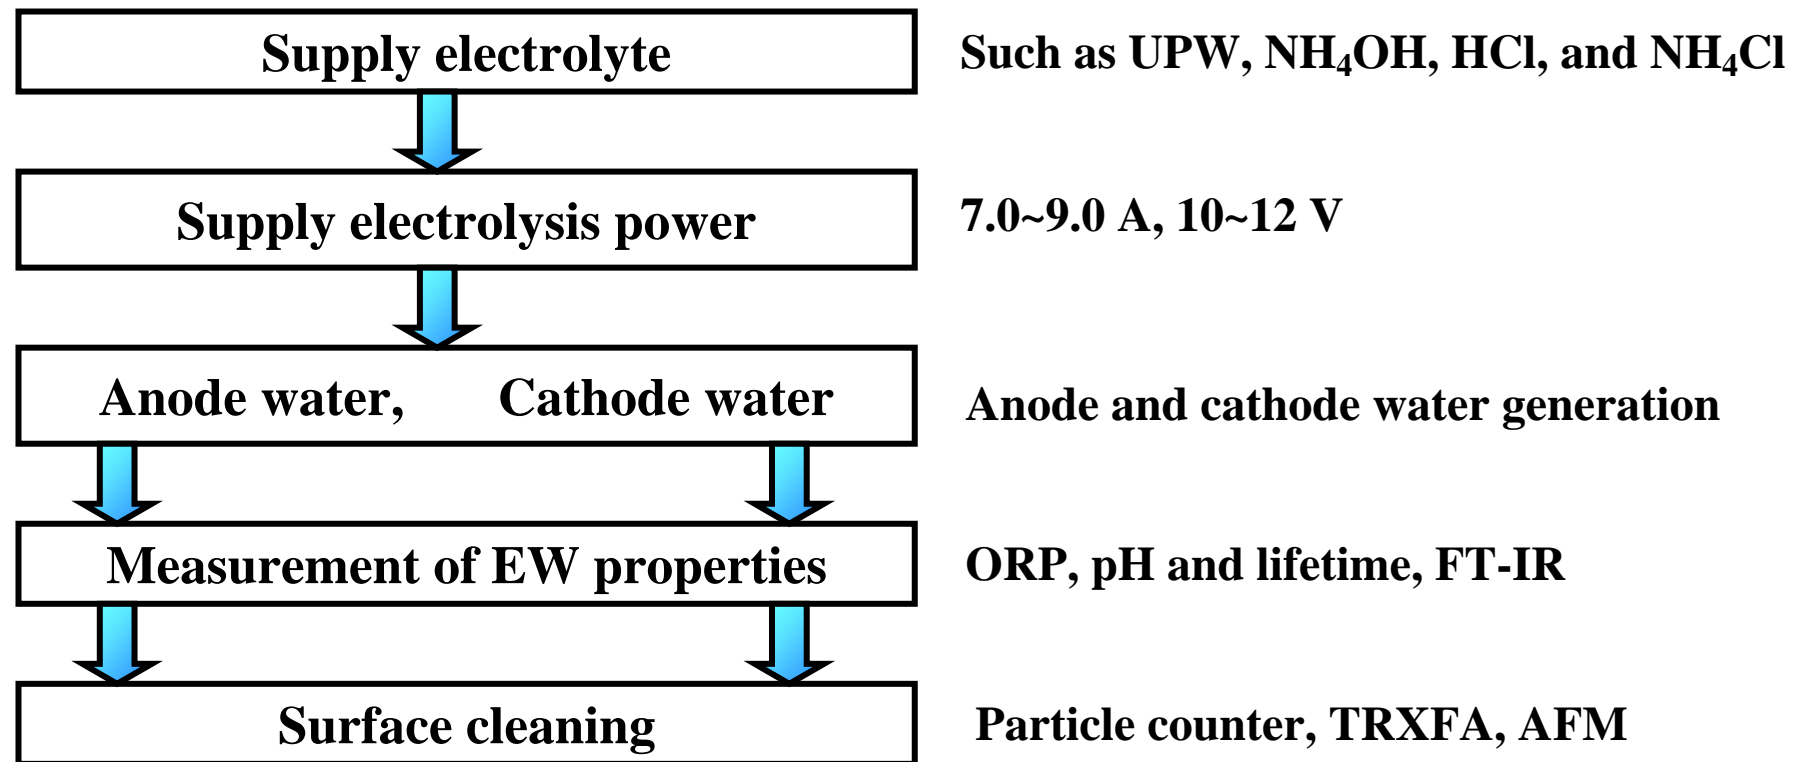 Supply electrolyte Such as UPW, NH₄OH, HCl, and NH₄Cl
Supply electrolysis power 7.0~9.0 A, 10~12 V
Anode water, Cathode water Anode and cathode water generation
Measurement of EW properties ORP, pH and lifetime, FT-IR
Surface cleaning Particle counter, TRXFA, AFM